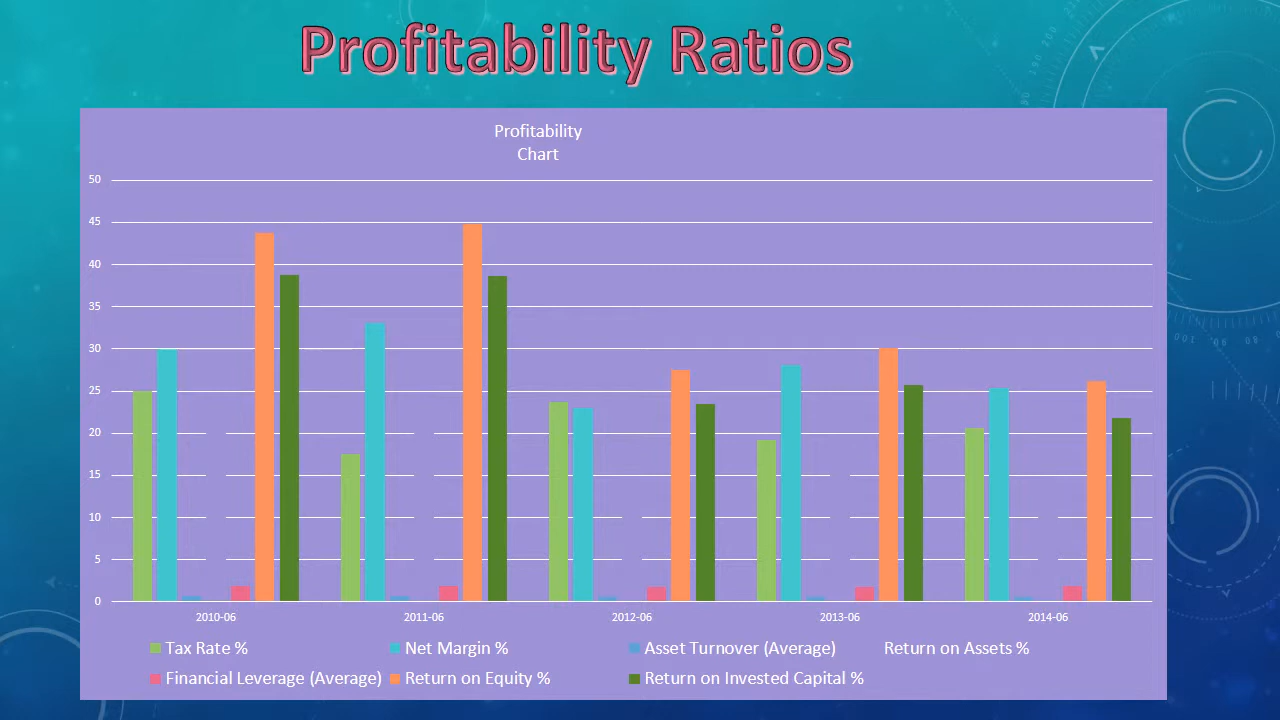 Profitability Ratios
Profitability
Chart
50
45
40
35
30
25
20
15
10
5
0
2010-06 2011-06 2012-06 2013-06 2014-06
Tax Rate % Net Margin % Asset Turnover (Average) Return on Assets %
Financial Leverage (Average) Return on Equity % Return on Invested Capital %